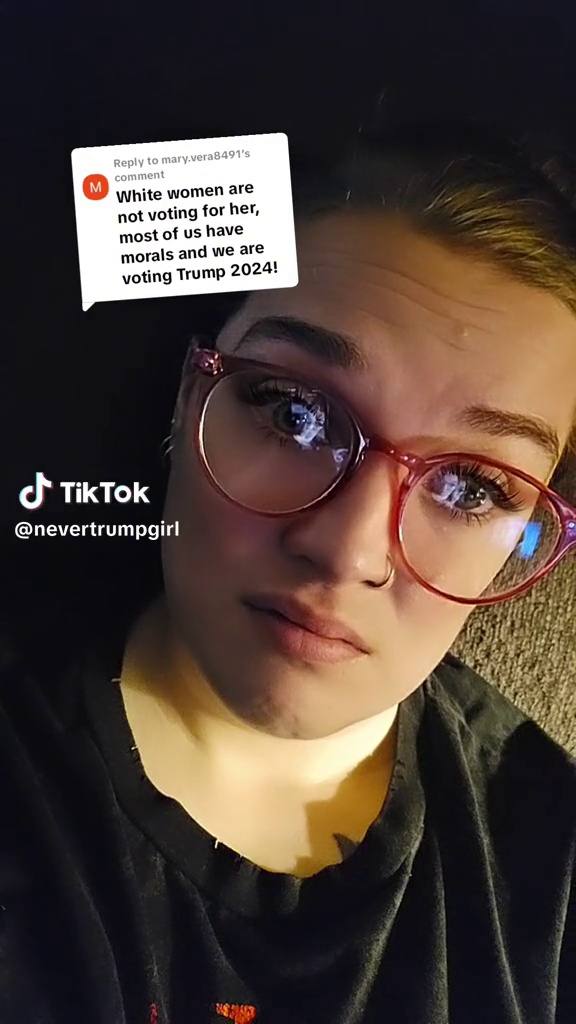 Reply to mary.vera8491's
comment
M
White women are
not voting for her,
most of us have
morals and we are
voting Trump 2024!
TikTok
@nevertrumpgirl